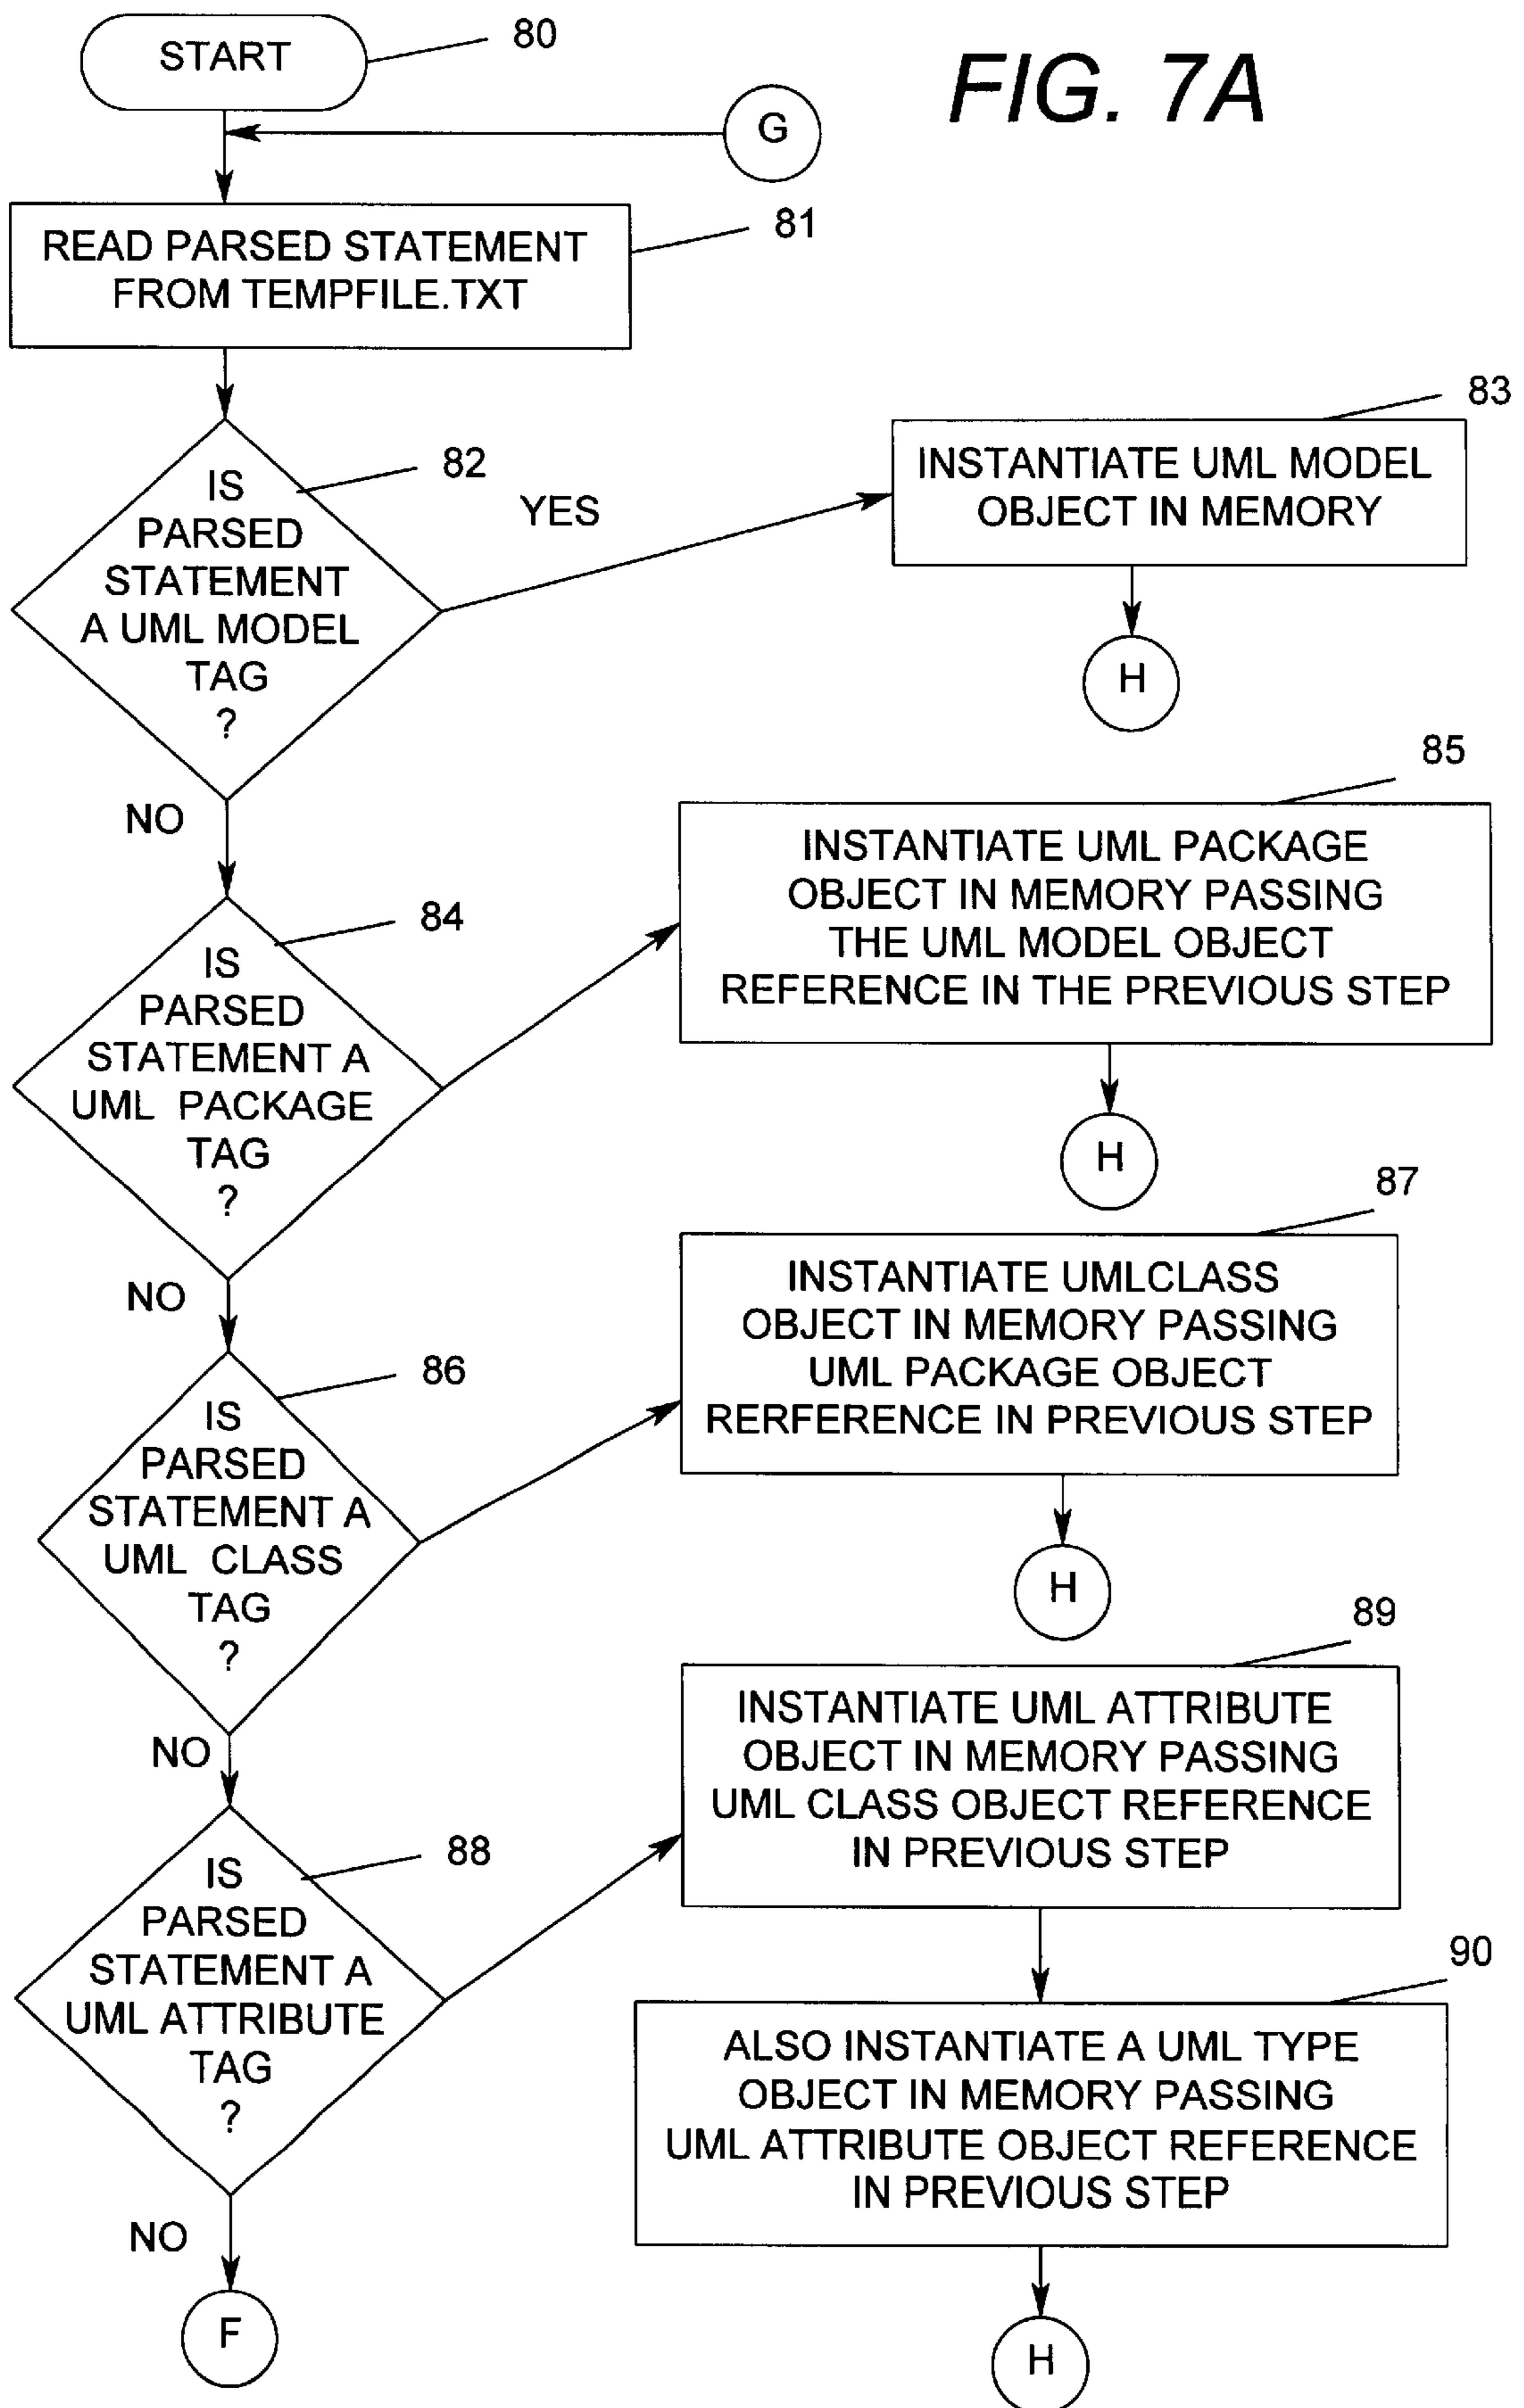 START
80
FIG. 7A
G
READ PARSED STATEMENT
FROM TEMPFILE.TXT
81
IS
PARSED
STATEMENT
A UML MODEL
TAG
?
82
YES
INSTANTIATE UML MODEL
OBJECT IN MEMORY
83
H
NO
IS
PARSED
STATEMENT A
UML PACKAGE
TAG
?
84
INSTANTIATE UML PACKAGE
OBJECT IN MEMORY PASSING
THE UML MODEL OBJECT
REFERENCE IN THE PREVIOUS STEP
85
H
NO
IS
PARSED
STATEMENT A
UML CLASS
TAG
?
86
INSTANTIATE UMLCLASS
OBJECT IN MEMORY PASSING
UML PACKAGE OBJECT
RERFERENCE IN PREVIOUS STEP
87
H
NO
IS
PARSED
STATEMENT A
UML ATTRIBUTE
TAG
?
88
INSTANTIATE UML ATTRIBUTE
OBJECT IN MEMORY PASSING
UML CLASS OBJECT REFERENCE
IN PREVIOUS STEP
89
ALSO INSTANTIATE A UML TYPE
OBJECT IN MEMORY PASSING
UML ATTRIBUTE OBJECT REFERENCE
IN PREVIOUS STEP
90
NO
F
H